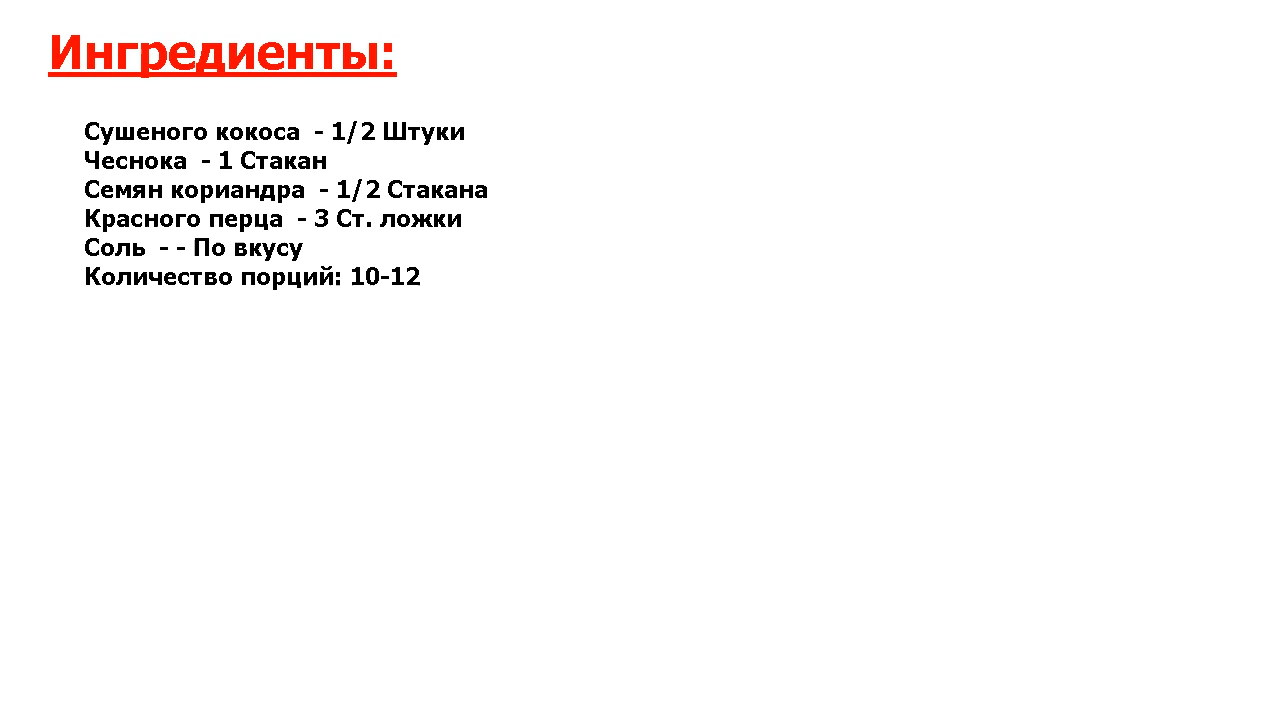 Ингредиенты:
Сушеного кокоса  - 1/2 Штуки
Чеснока  - 1 Стакан
Семян кориандра  - 1/2 Стакана
Красного перца  - 3 Ст. ложки
Соль  - - По вкусу
Количество порций: 10-12